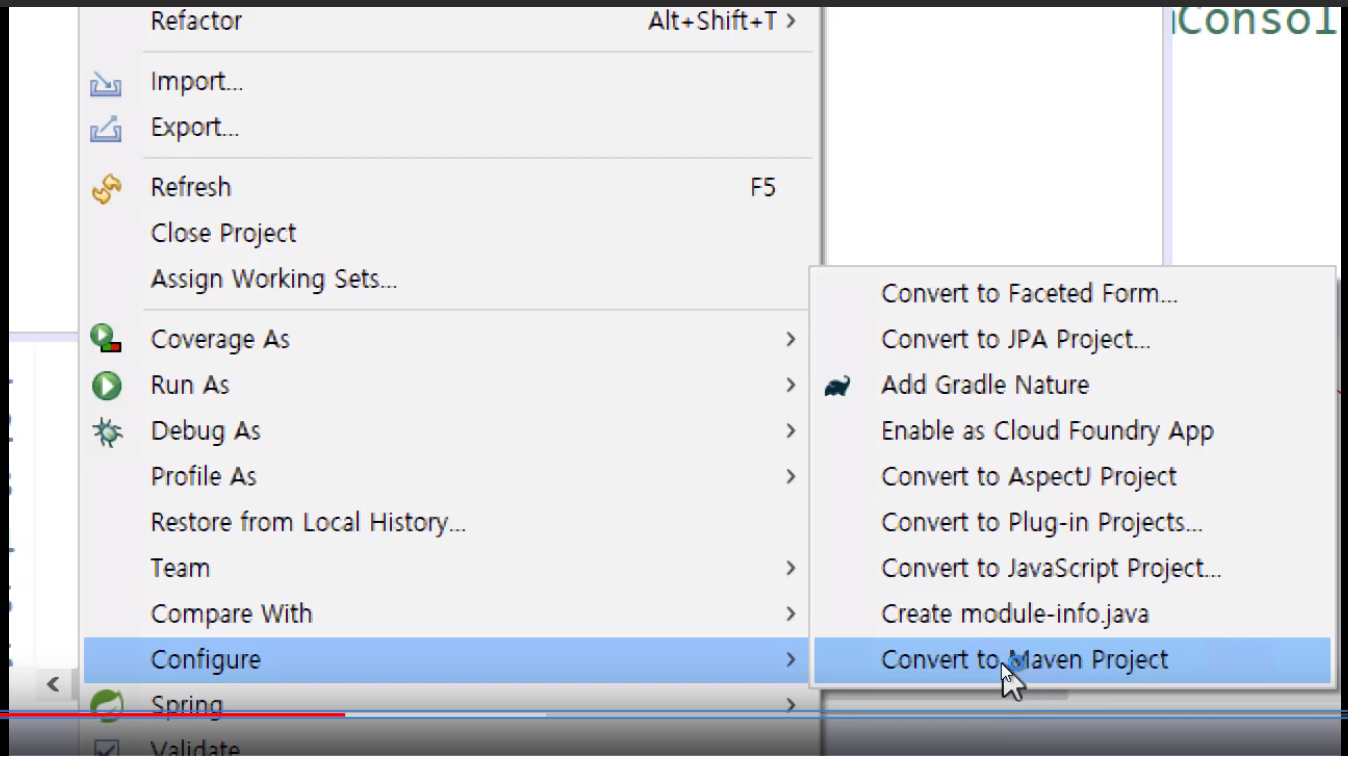 Refactor Alt+Shift+T >
Consol
Import...
Export...
Refresh F5
Close Project
Assign Working Sets...
Coverage As >
Run As >
Debug As >
Profile As >
Restore from Local History...
Team >
Compare With >
Configure >
Spring >
Validate
Convert to Faceted Form...
Convert to JPA Project...
Add Gradle Nature
Enable as Cloud Foundry App
Convert to AspectJ Project
Convert to Plug-in Projects...
Convert to JavaScript Project...
Create module-info.java
Convert to Maven Project